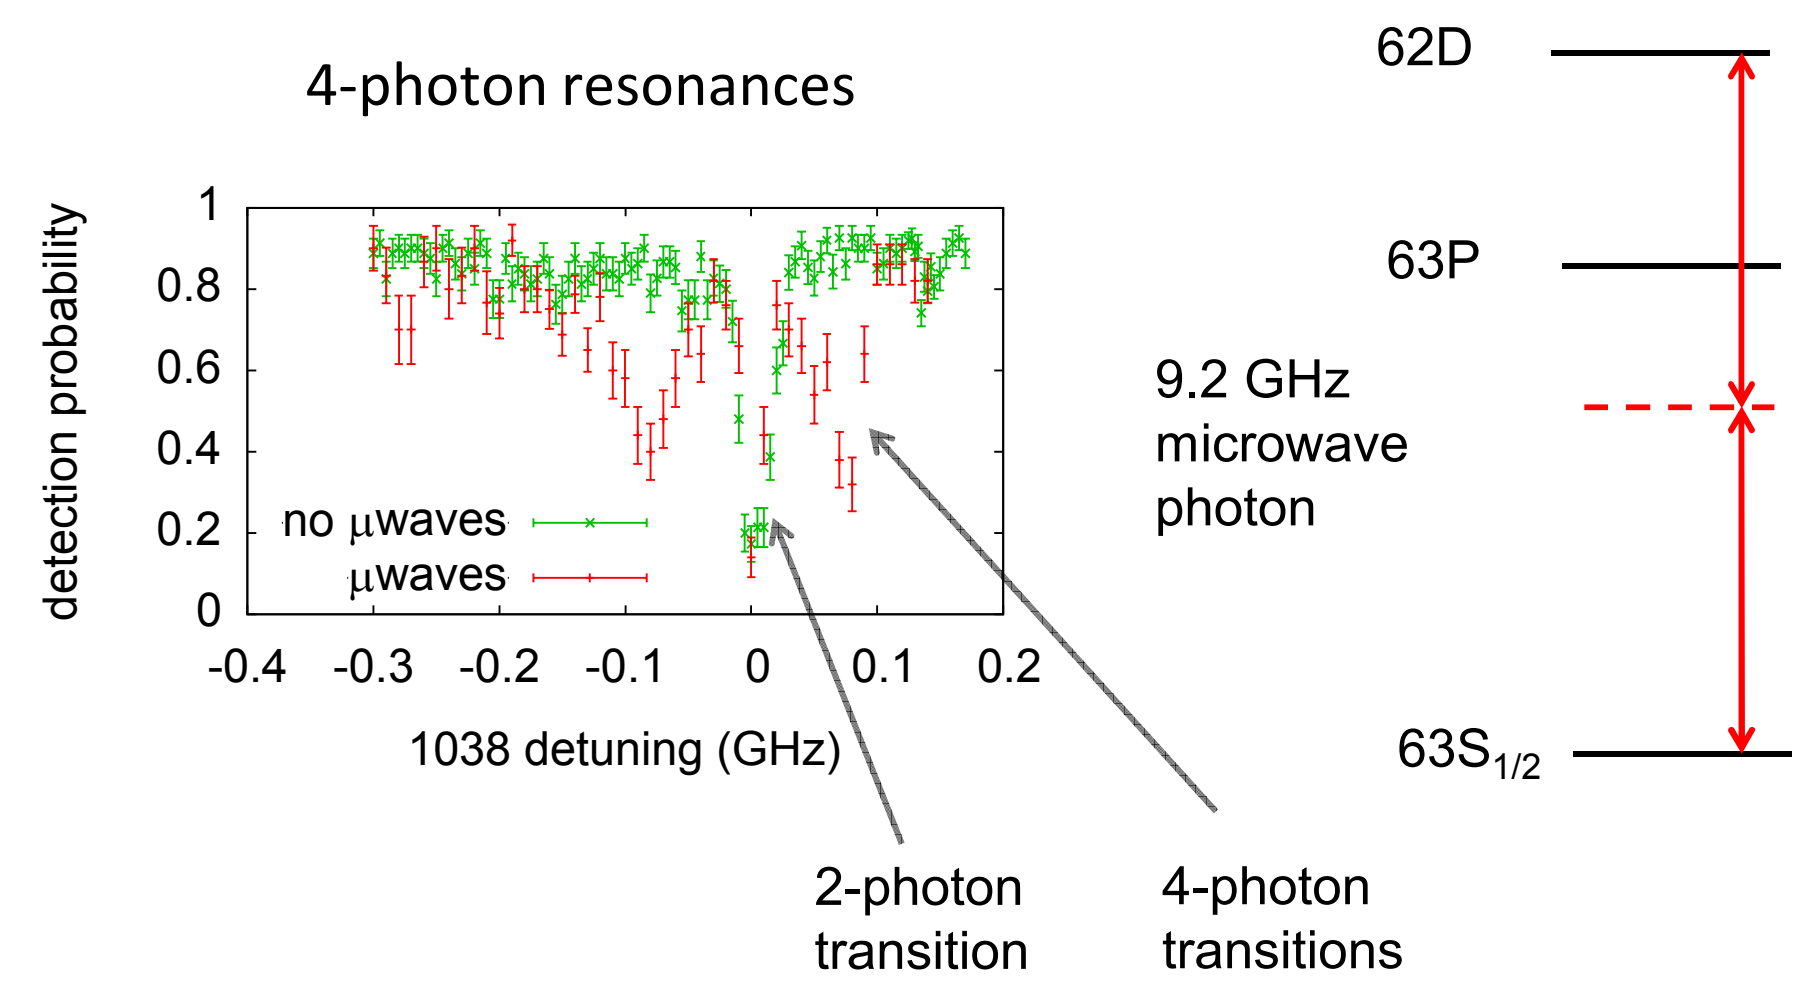 4-photon resonances
detection probability
1
0.8
0.6
0.4
0.2
0
no μwaves
μwaves
-0.4 -0.3 -0.2 -0.1 0 0.1 0.2
1038 detuning (GHz)
2-photon
transition
4-photon
transitions
62D
63P
9.2 GHz
microwave
photon
63S1/2